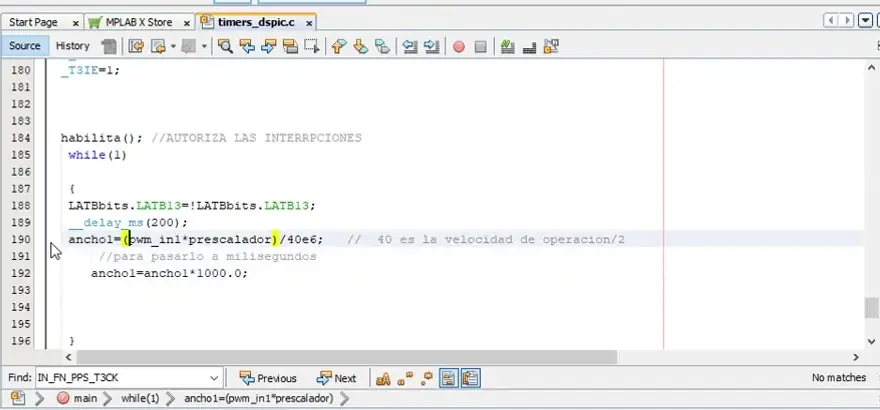 Start Page MPLAB X Store timers_dspic.c
Source History
180 _T3IE=1;
181
182
183
184 habilita(); //AUTORIZA LAS INTERRPCIONES
185 while(1)
186
187 {
188 LATBbits.LATB13=!LATBbits.LATB13;
189 __delay_ms(200);
190 ancho1=(pwm_in1*prescalador)/40e6; // 40 es la velocidad de operacion/2
191 //para pasarlo a milisegundos
192 ancho1=ancho1*1000.0;
193
194
195
196 }
Find: IN_FN_PPS_T3CK Previous Next No matches
main while(1) ancho1=(pwm_in1*prescalador)